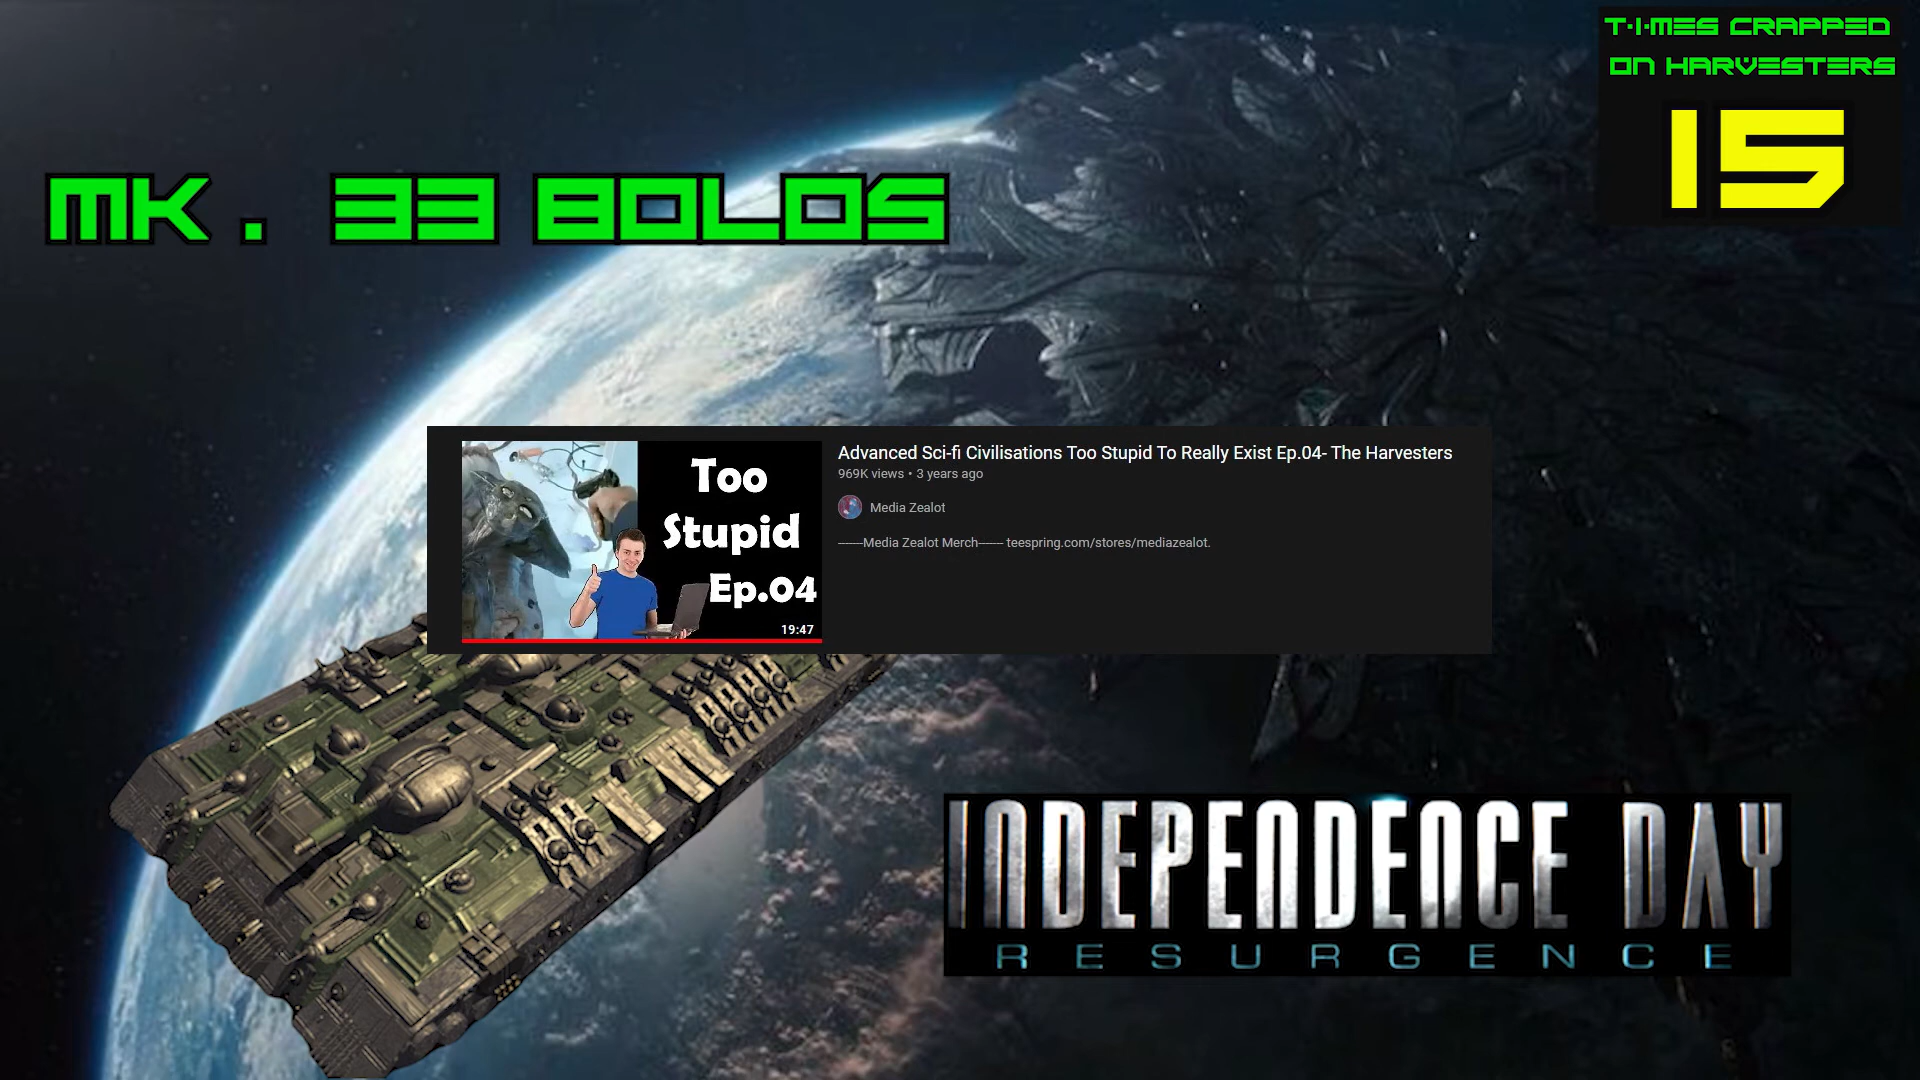 T·I·MES CRAPPED
ON HARVESTERS
15
MK. 33 BOLOS
Too
Stupid
Ep.04
19:47
Advanced Sci-fi Civilisations Too Stupid To Really Exist Ep.04- The Harvesters
969K views • 3 years ago
Media Zealot
-------Media Zealot Merch------- teespring.com/stores/mediazealot.
INDEPENDENCE DAY
RESURGENCE